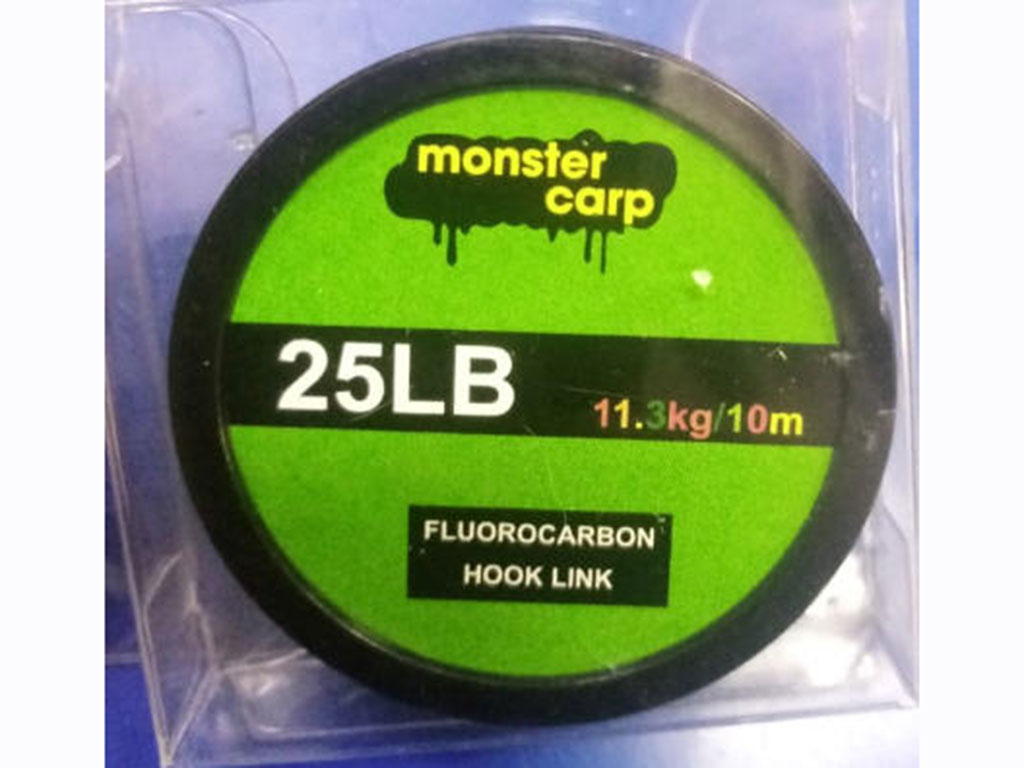 monster
carp
25LB
11.3kg/10m
FLUOROCARBON
HOOK LINK